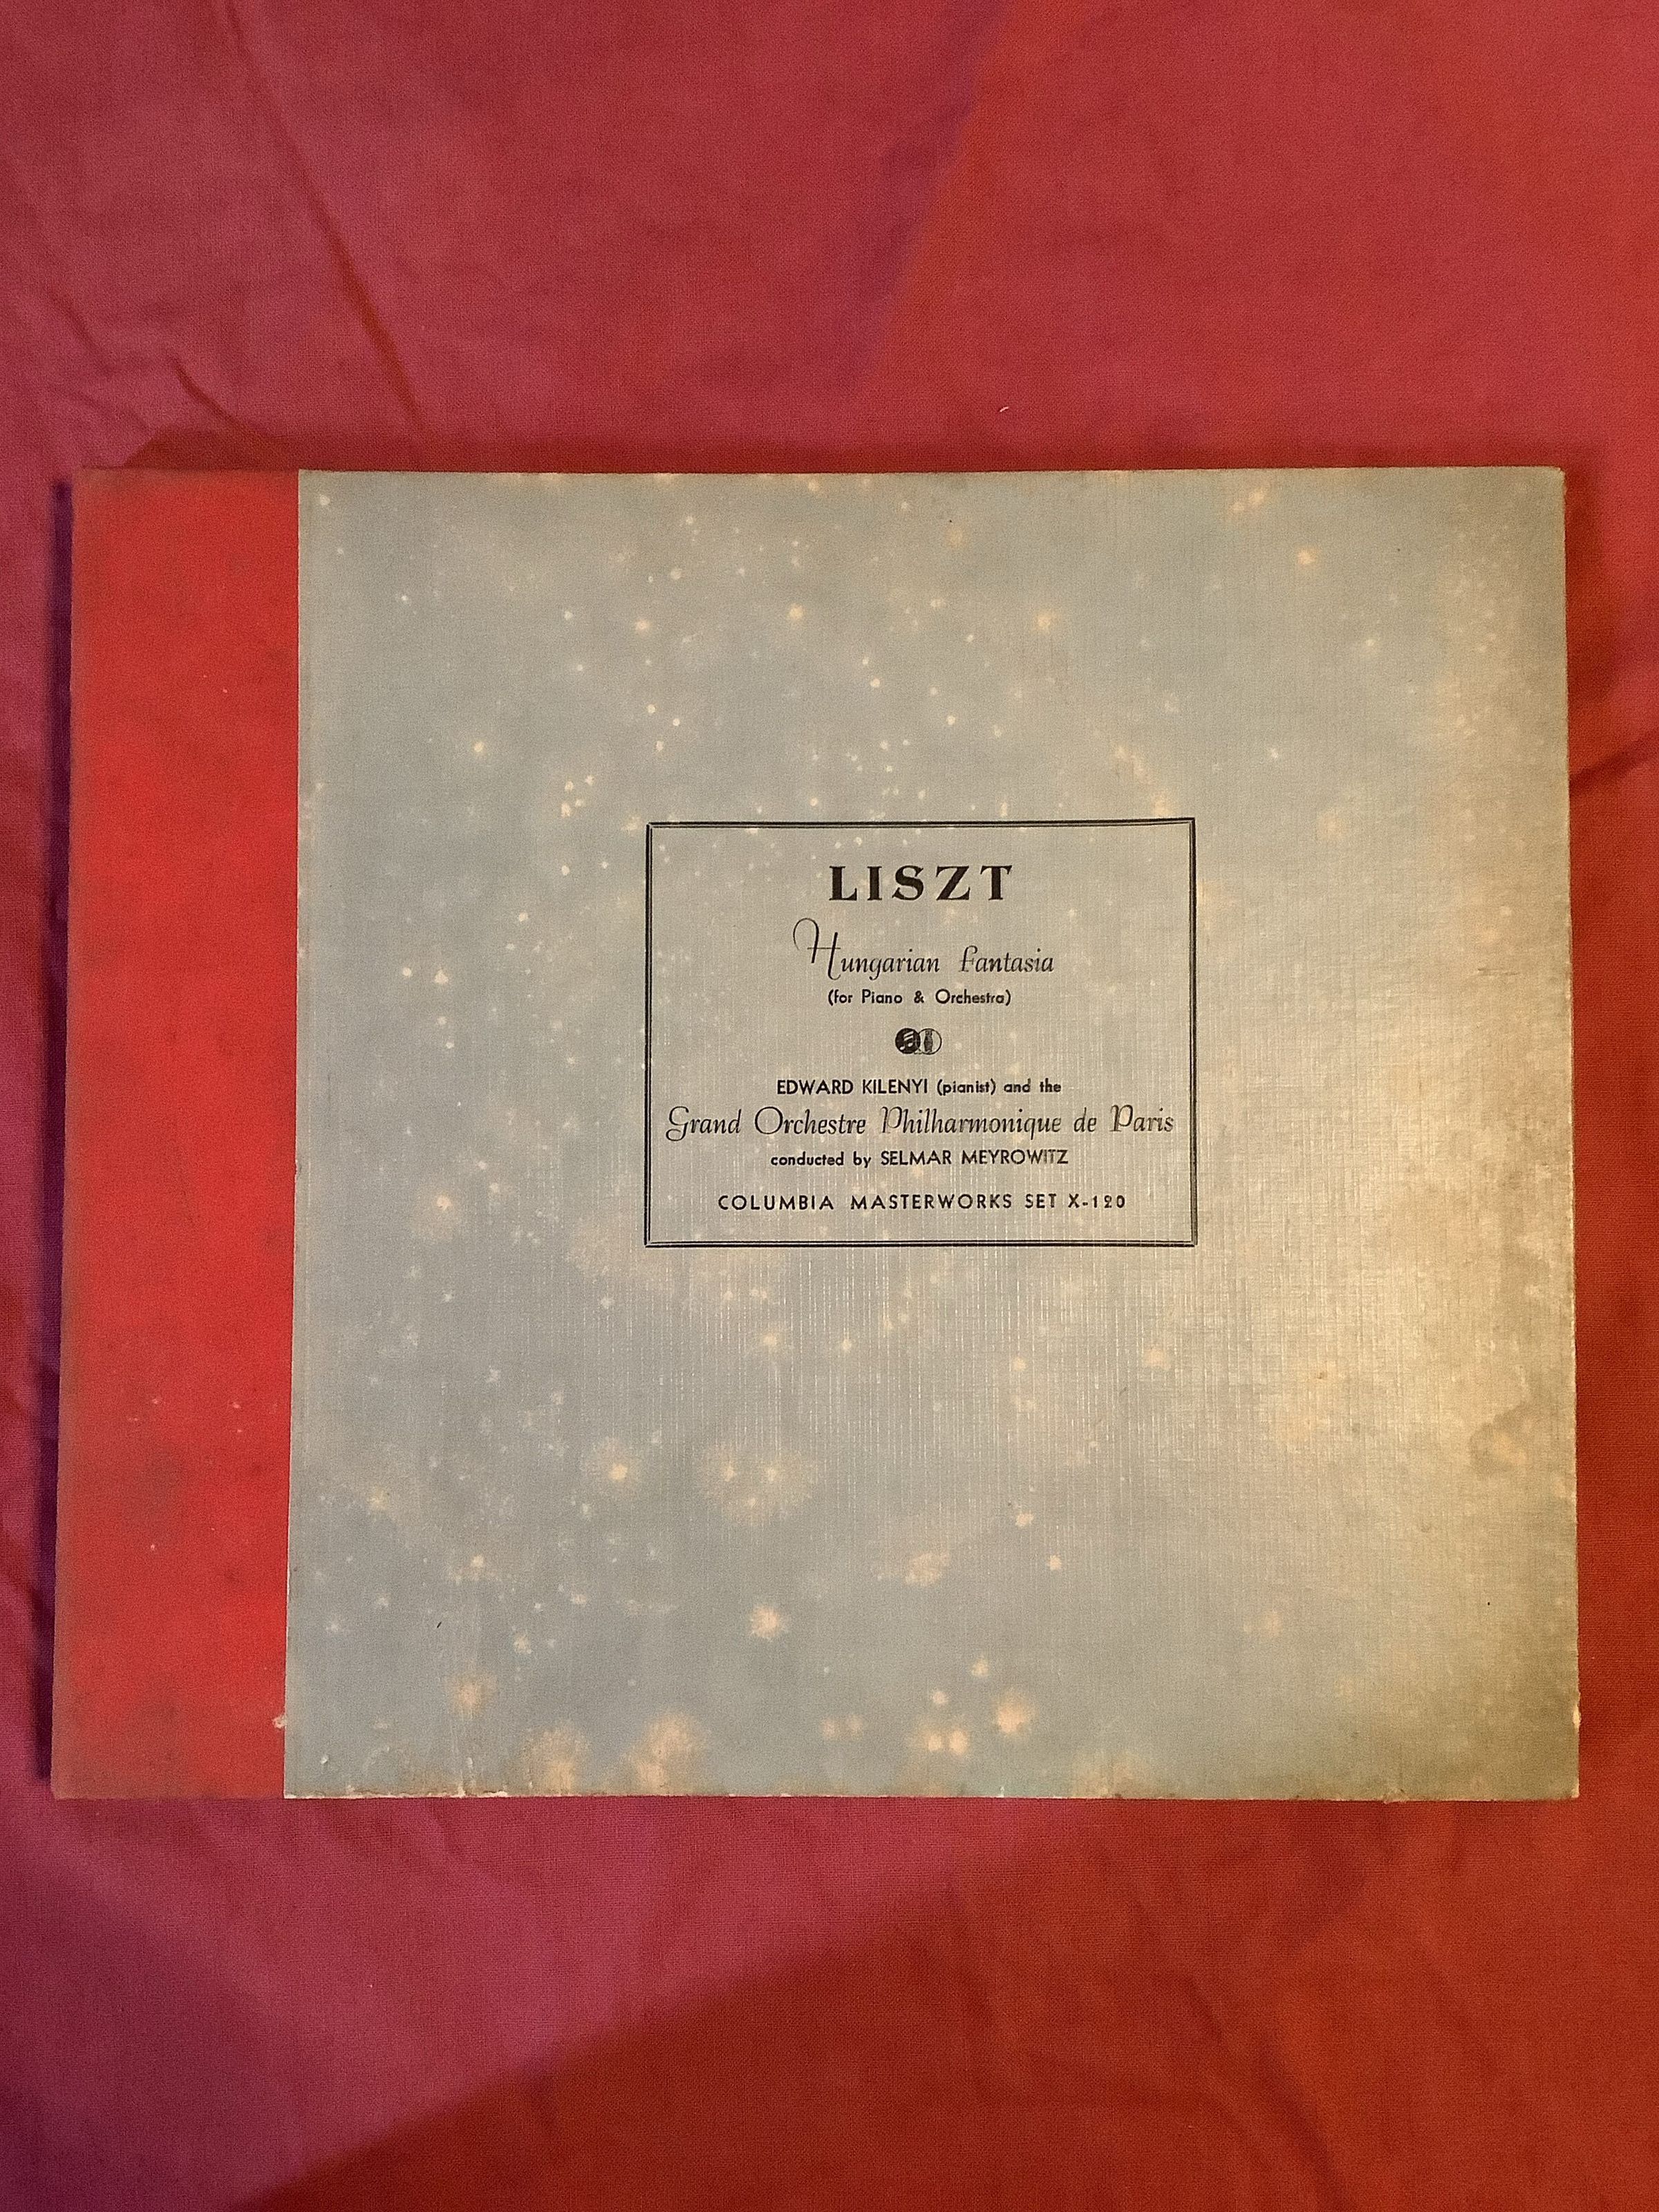 LISZT
Hungarian Fantasia
(for Piano & Orchestra)
EDWARD KILENYI (pianist) and the
Grand Orchestre Philharmonique de Paris
conducted by SELMAR MEYROWITZ
COLUMBIA MASTERWORKS SET X-120